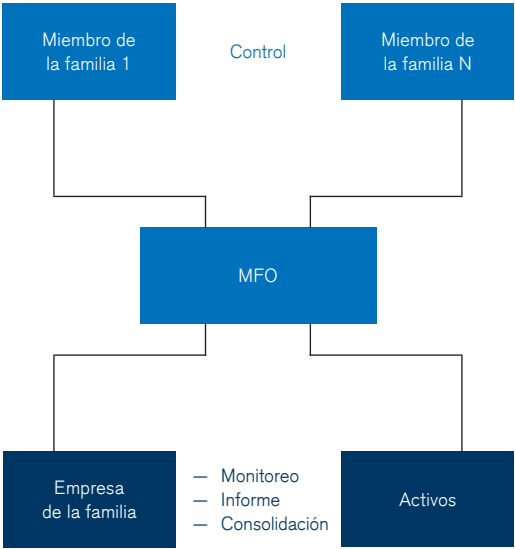 Miembro de
la familia 1
Control
Miembro de
la familia N
MFO
Empresa
de la familia
— Monitoreo
— Informe
— Consolidación
Activos